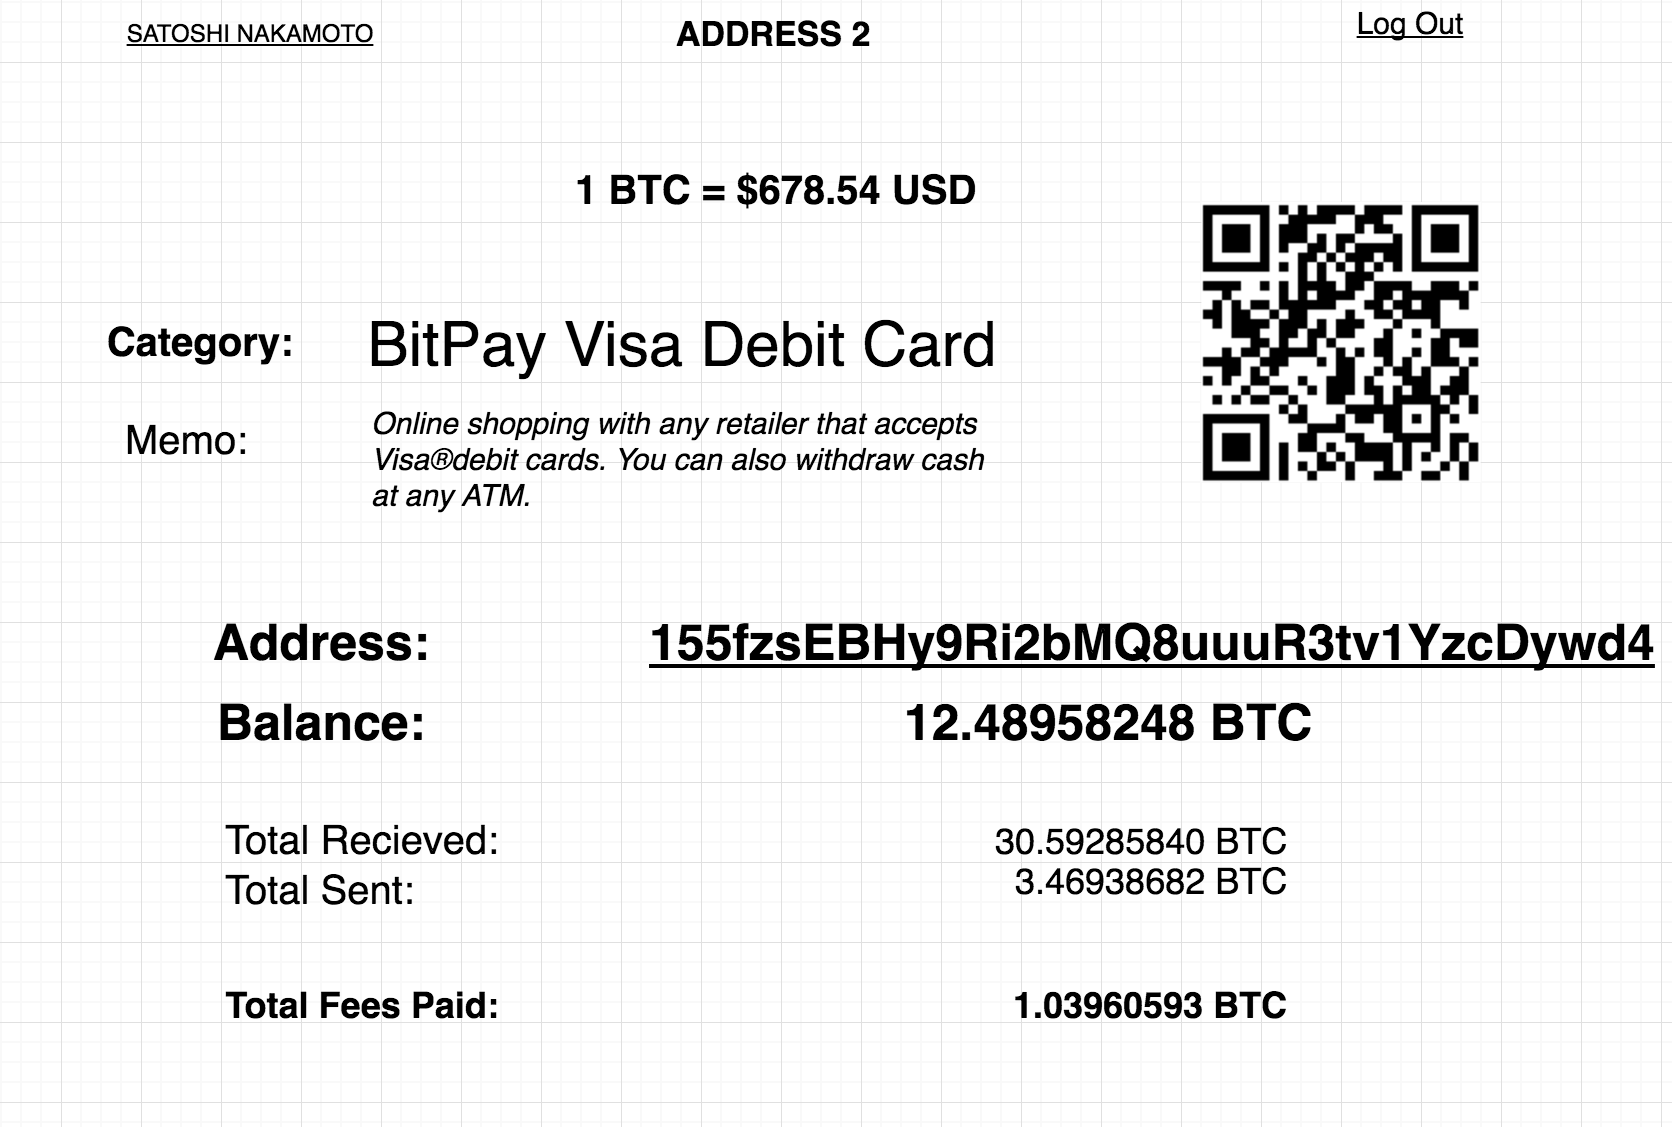 SATOSHI NAKAMOTO
ADDRESS 2
Log Out
1 BTC = $678.54 USD
Category:
BitPay Visa Debit Card
Memo:
Online shopping with any retailer that accepts
Visa®debit cards. You can also withdraw cash
at any ATM.
Address:
155fzsEBHy9Ri2bMQ8uuuR3tv1YzcDywd4
Balance:
12.48958248 BTC
Total Recieved:
30.59285840 BTC
Total Sent:
3.46938682 BTC
Total Fees Paid:
1.03960593 BTC